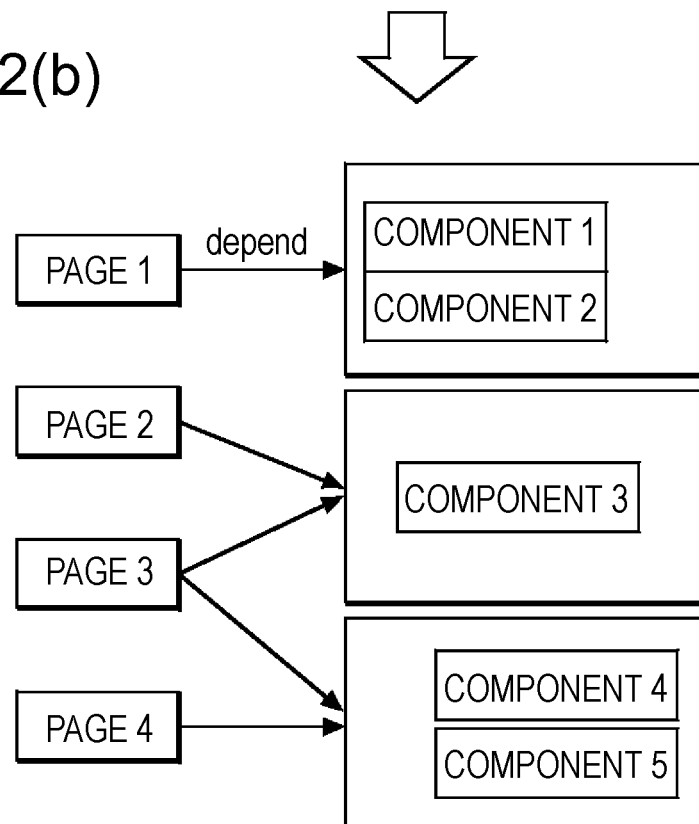 2(b)
PAGE 1
depend
COMPONENT 1
COMPONENT 2
PAGE 2
COMPONENT 3
PAGE 3
COMPONENT 4
PAGE 4
COMPONENT 5